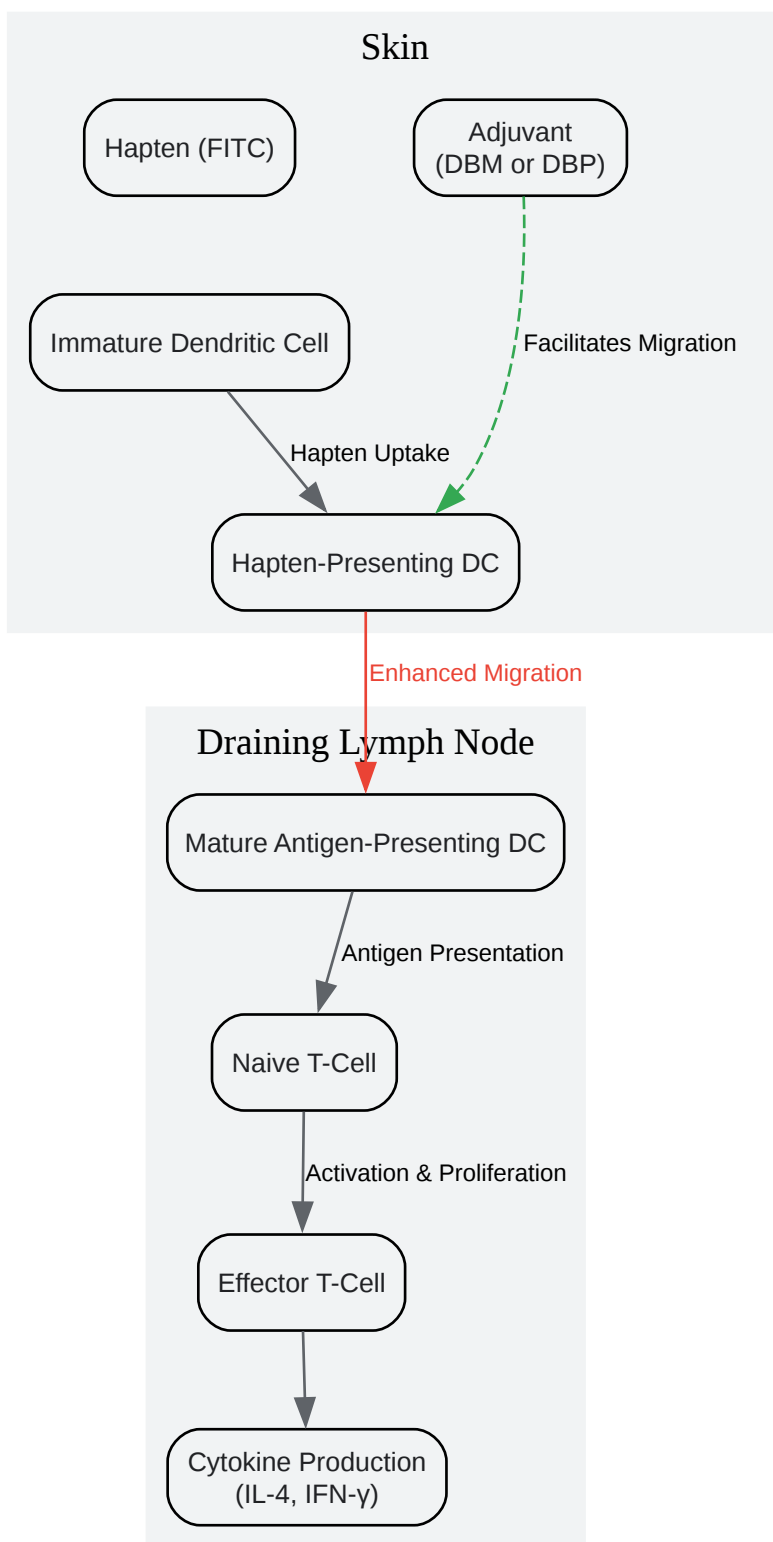 Skin
Hapten (FITC)
Adjuvant
(DBM or DBP)
Immature Dendritic Cell
Facilitates Migration
Hapten Uptake
Hapten-Presenting DC
Enhanced Migration
Draining Lymph Node
Mature Antigen-Presenting DC
Antigen Presentation
Naive T-Cell
Activation & Proliferation
Effector T-Cell
Cytokine Production
(IL-4, IFN-γ)